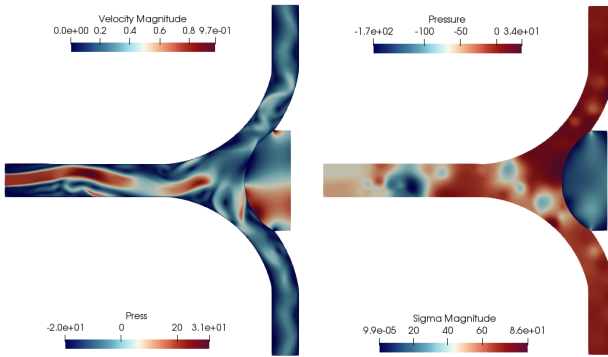 Velocity Magnitude
0.0e+00 0.2 0.4 0.6 0.8 9.7e-01
Pressure
-1.7e+02 -100 -50 0 3.4e+01
Press
-2.0e+01 0 20 3.1e+01
Sigma Magnitude
9.9e-05 20 40 60 8.6e+01